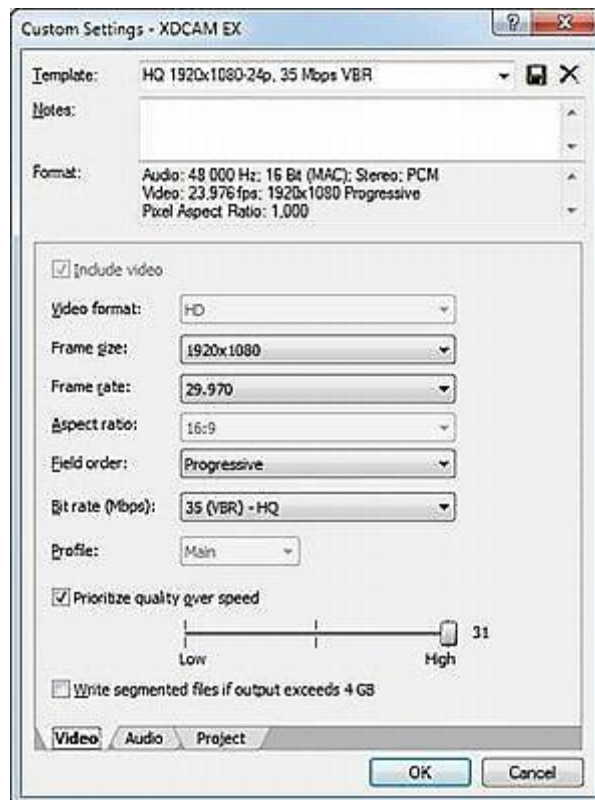 Custom Settings - XDCAM EX
Template: HQ 1920x1080-24p, 35 Mbps VBR
Notes:
Format: Audio: 48 000 Hz; 16 Bit (MAC); Stereo; PCM
Video: 23.976 fps; 1920x1080 Progressive
Pixel Aspect Ratio: 1,000
Include video
Video format: HD
Frame size: 1920x1080
Frame rate: 29.970
Aspect ratio: 16:9
Field order: Progressive
Bit rate (Mbps): 35 (VBR) - HQ
Profile: Main
Prioritize quality over speed
31
Low High
Write segmented files if output exceeds 4 GB
Video Audio Project
OK Cancel